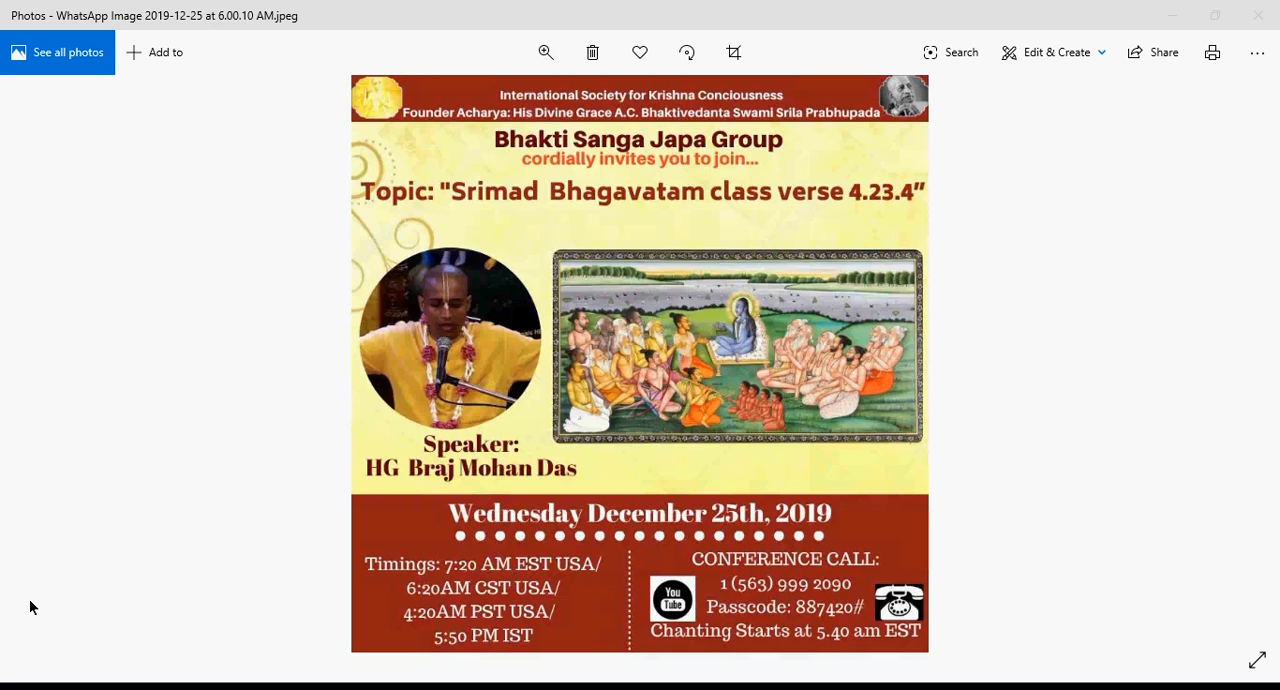 Photos - WhatsApp Image 2019-12-25 at 6.00.10 AM.jpeg
See all photos
Add to
Search
Edit & Create
Share
International Society for Krishna Conciousness
Founder Acharya: His Divine Grace A.C. Bhaktivedanta Swami Srila Prabhupada
Bhakti Sanga Japa Group
cordially invites you to join...
Topic: "Srimad Bhagavatam class verse 4.23.4"
Speaker:
HG Braj Mohan Das
Wednesday December 25th, 2019
Timings: 7:20 AM EST USA/
6:20AM CST USA/
4:20AM PST USA/
5:50 PM IST
CONFERENCE CALL:
1 (563) 999 2090
You
Tube
Passcode: 887420#
Chanting Starts at 5.40 am EST